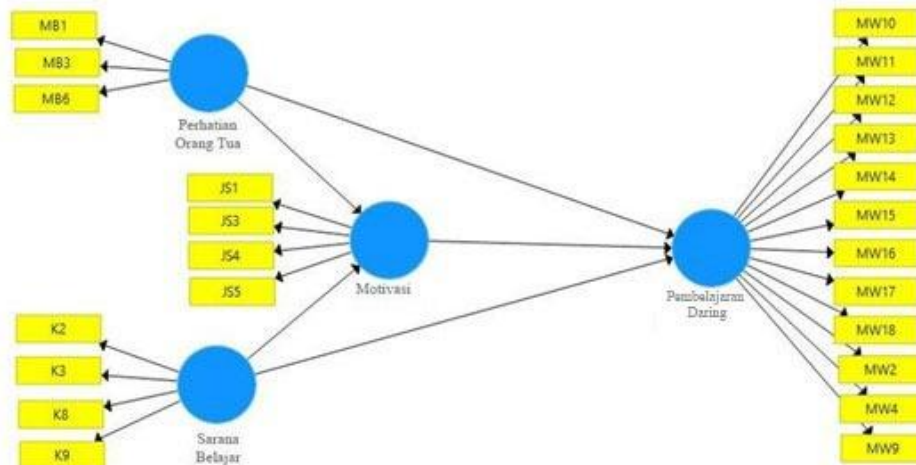 MB1
MB3
MB6
Perhatian
Orang Tua
JS1
JS3
JS4
JS5
Motivasi
K2
K3
K8
K9
Sarana
Belajar
Pembelajaran
Daring
MW10
MW11
MW12
MW13
MW14
MW15
MW16
MW17
MW18
MW2
MW4
MW9